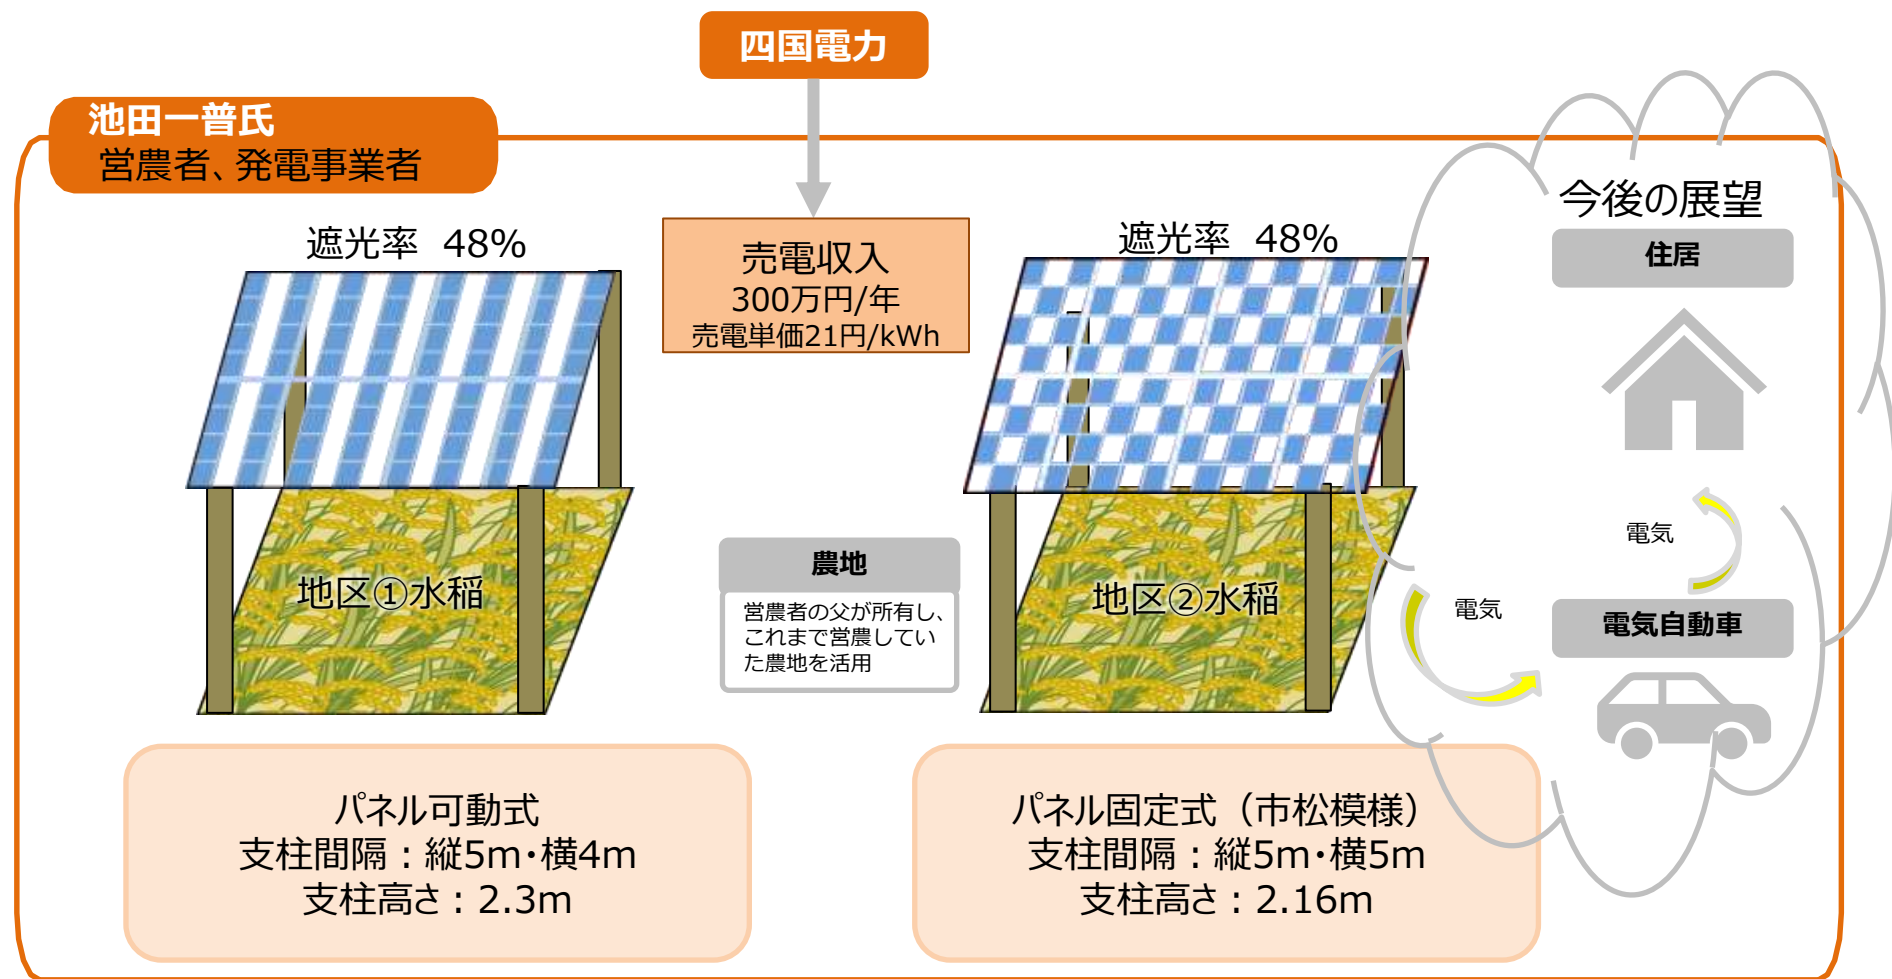 四国電力
池田一普氏
営農者、発電事業者
遮光率 48%
売電収入
300万円/年
売電単価21円/kWh
遮光率 48%
今後の展望
住居
電気
電気
電気自動車
地区①水稲
農地
営農者の父が所有し、
これまで営農してい
た農地を活用
地区②水稲
パネル可動式
支柱間隔：縦5m・横4m
支柱高さ：2.3m
パネル固定式（市松模様）
支柱間隔：縦5m・横5m
支柱高さ：2.16m